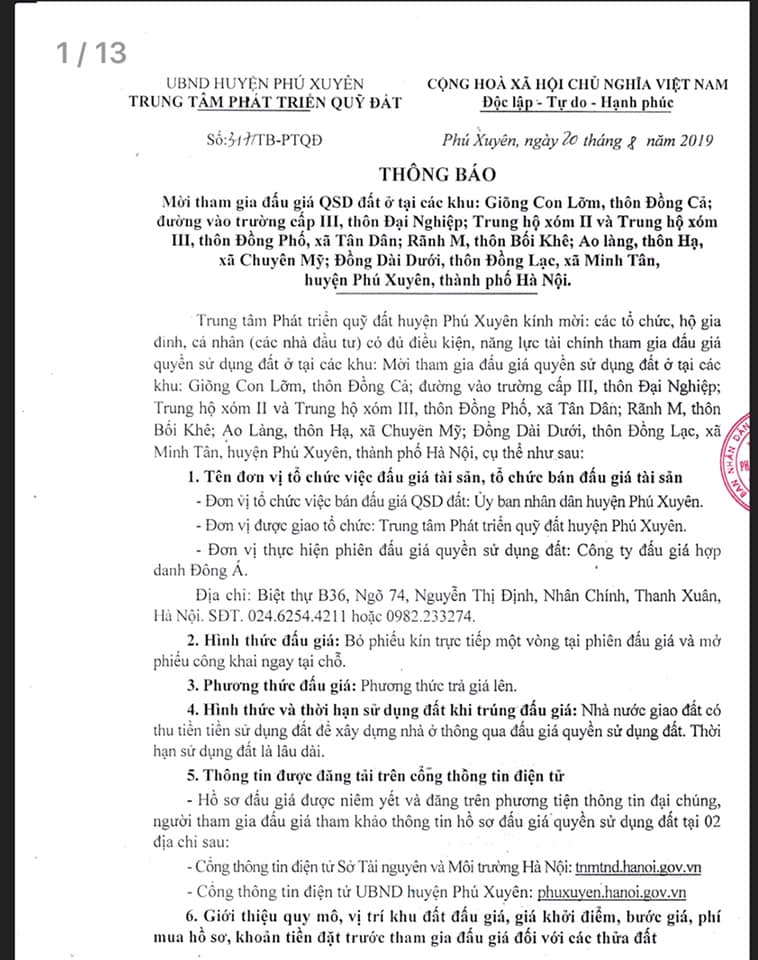 1 / 13
UBND HUYỆN PHÚ XUYÊN
TRUNG TÂM PHÁT TRIỂN QUỸ ĐẤT
CỘNG HOÀ XÃ HỘI CHỦ NGHĨA VIỆT NAM
Độc lập - Tự do - Hạnh phúc
Số:317/TB-PTQĐ
Phú Xuyên, ngày 20 tháng 8 năm 2019
THÔNG BÁO
Mời tham gia đấu giá QSD đất ở tại các khu: Giõng Con Lỡm, thôn Đồng Cả;
đường vào trường cấp III, thôn Đại Nghiệp; Trung hộ xóm II và Trung hộ xóm
III, thôn Đồng Phố, xã Tân Dân; Rãnh M, thôn Bối Khê; Ao làng, thôn Hạ,
xã Chuyên Mỹ; Đồng Dài Dưới, thôn Đồng Lạc, xã Minh Tân,
huyện Phú Xuyên, thành phố Hà Nội.
Trung tâm Phát triển quỹ đất huyện Phú Xuyên kính mời: các tổ chức, hộ gia
đình, cá nhân (các nhà đầu tư) có đủ điều kiện, năng lực tài chính tham gia đấu giá
quyền sử dụng đất ở tại các khu: Mời tham gia đấu giá quyền sử dụng đất ở tại các
khu: Giõng Con Lỡm, thôn Đồng Cả; đường vào trường cấp III, thôn Đại Nghiệp;
Trung hộ xóm II và Trung hộ xóm III, thôn Đồng Phố, xã Tân Dân; Rãnh M, thôn
Bối Khê; Ao Làng, thôn Hạ, xã Chuyên Mỹ; Đồng Dài Dưới, thôn Đồng Lạc, xã
Minh Tân, huyện Phú Xuyên, thành phố Hà Nội, cụ thể như sau:
BAN NHÂN DÂN
1. Tên đơn vị tổ chức việc đấu giá tài sản, tổ chức bán đấu giá tài sản
- Đơn vị tổ chức việc bán đấu giá QSD đất: Ủy ban nhân dân huyện Phú Xuyên.
- Đơn vị được giao tổ chức: Trung tâm Phát triển quỹ đất huyện Phú Xuyên.
- Đơn vị thực hiện phiên đấu giá quyền sử dụng đất: Công ty đấu giá hợp
danh Đông Á.
Địa chỉ: Biệt thự B36, Ngõ 74, Nguyễn Thị Định, Nhân Chính, Thanh Xuân,
Hà Nội. SĐT. 024.6254.4211 hoặc 0982.233274.
2. Hình thức đấu giá: Bỏ phiếu kín trực tiếp một vòng tại phiên đấu giá và mở
phiếu công khai ngay tại chỗ.
3. Phương thức đấu giá: Phương thức trả giá lên.
4. Hình thức và thời hạn sử dụng đất khi trúng đấu giá: Nhà nước giao đất có
thu tiền tiền sử dụng đất để xây dựng nhà ở thông qua đấu giá quyền sử dụng đất. Thời
hạn sử dụng đất là lâu dài.
5. Thông tin được đăng tải trên cổng thông tin điện tử
- Hồ sơ đấu giá được niêm yết và đăng trên phương tiện thông tin đại chúng,
người tham gia đấu giá tham khảo thông tin hồ sơ đấu giá quyền sử dụng đất tại 02
địa chỉ sau:
- Cổng thông tin điện tử Sở Tài nguyên và Môi trường Hà Nội: tnmtnd.hanoi.gov.vn
- Cổng thông tin điện tử UBND huyện Phú Xuyên: phuxuyen.hanoi.gov.vn
6. Giới thiệu quy mô, vị trí khu đất đấu giá, giá khởi điểm, bước giá, phí
mua hồ sơ, khoản tiền đặt trước tham gia đấu giá đối với các thửa đất